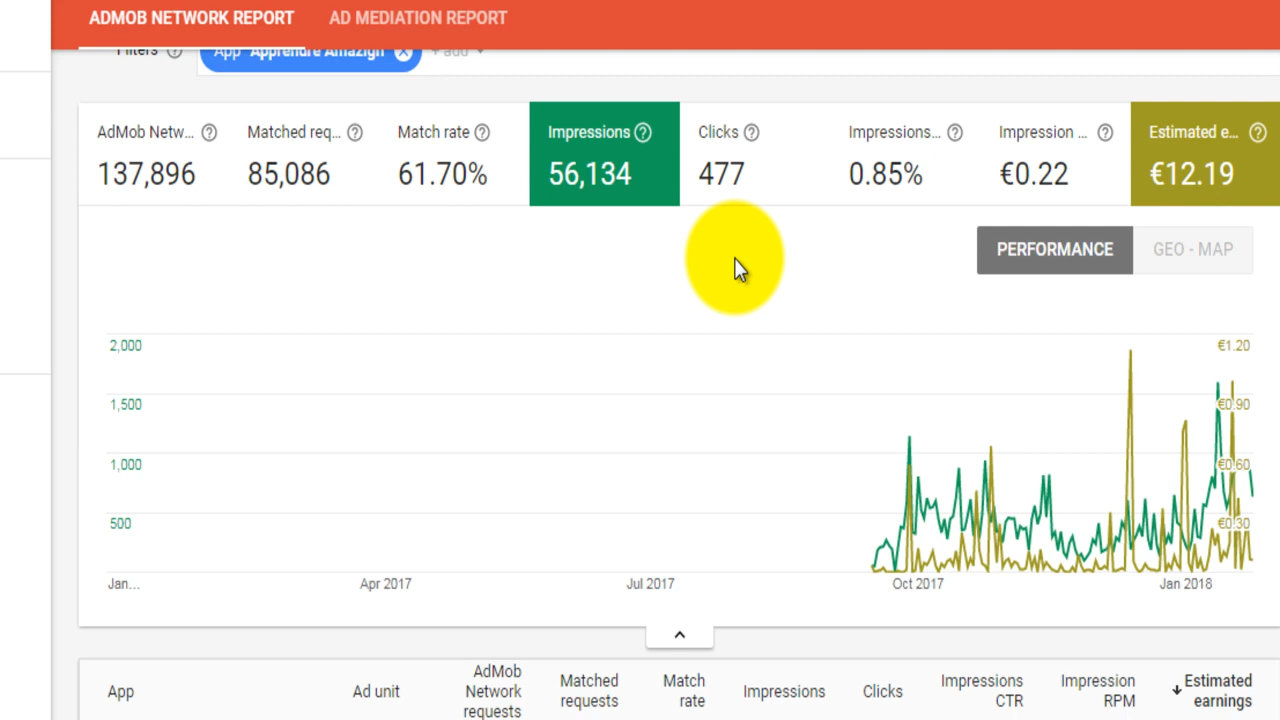 ADMOB NETWORK REPORT AD MEDIATION REPORT
Filters App Apprendre Amazigh + add
AdMob Netw... Matched req... Match rate Impressions Clicks Impressions... Impression ... Estimated e...
137,896 85,086 61.70% 56,134 477 0.85% €0.22 €12.19
PERFORMANCE GEO - MAP
2,000 €1.20
1,500 €0.90
1,000 €0.60
500 €0.30
Jan... Apr 2017 Jul 2017 Oct 2017 Jan 2018
App Ad unit AdMob Network requests Matched requests Match rate Impressions Clicks Impressions CTR Impression RPM Estimated earnings